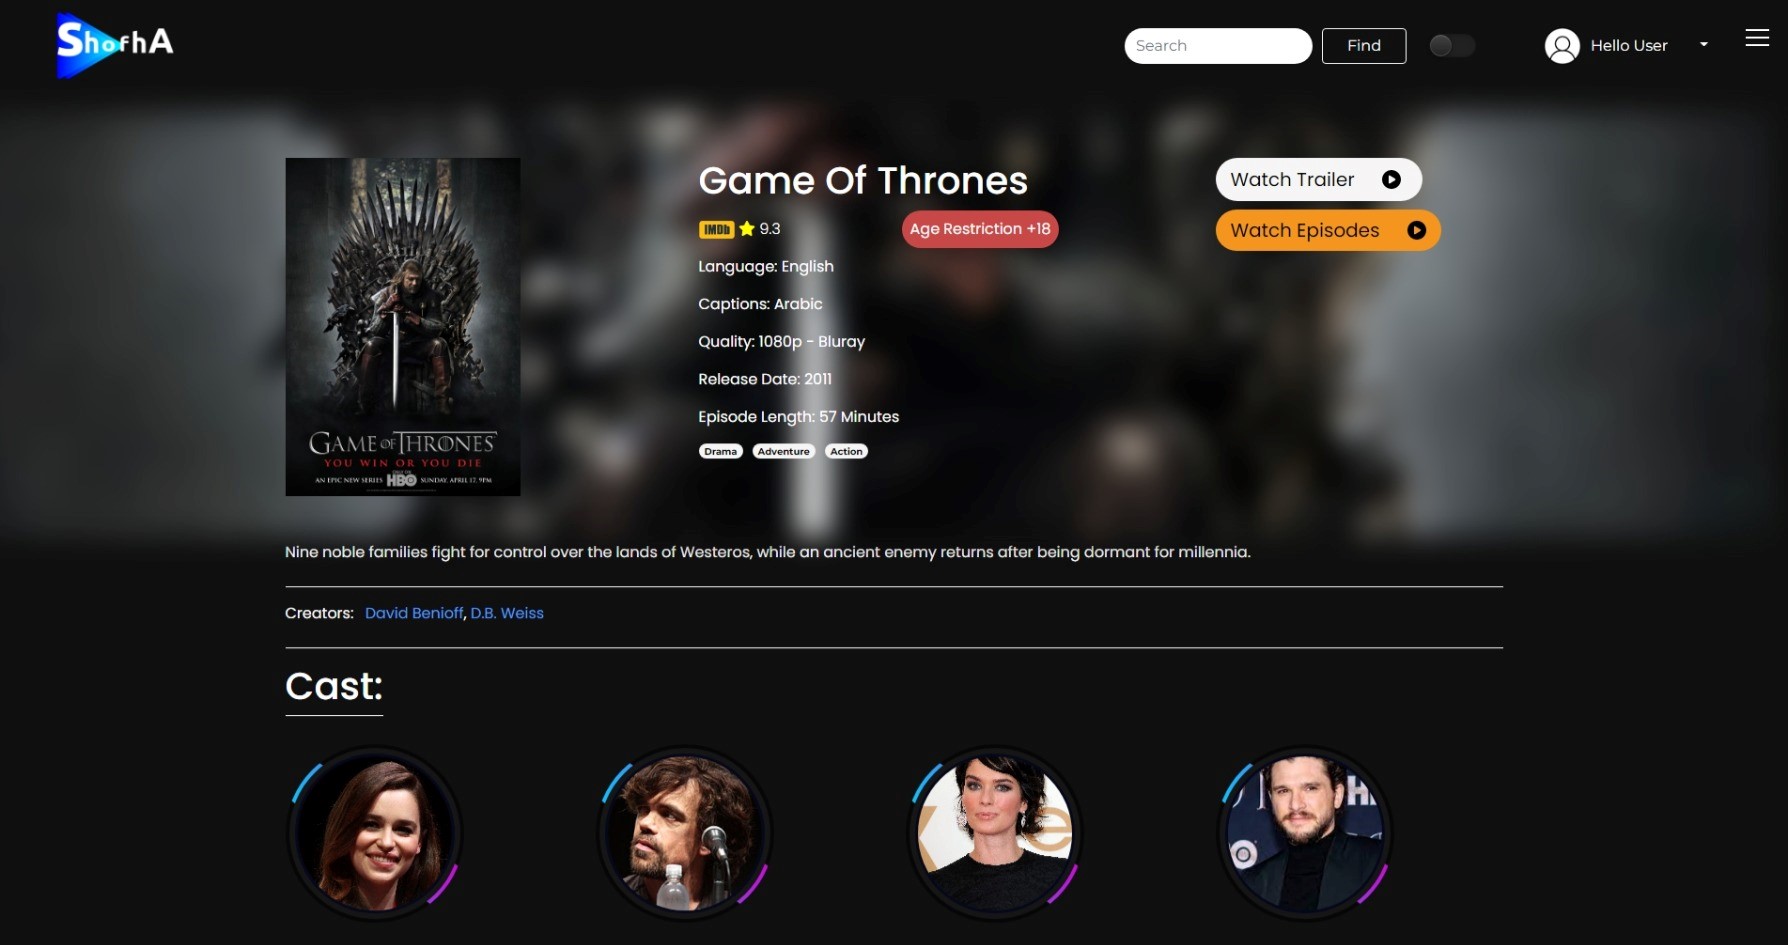 ShofhA
Search
Find
Hello User
Game Of Thrones
IMDb 9.3
Age Restriction +18
Language: English
Captions: Arabic
Quality: 1080p - Bluray
Release Date: 2011
Episode Length: 57 Minutes
Drama Adventure Action
Watch Trailer
Watch Episodes
GAME OF THRONES
YOU WIN OR YOU DIE
AN EPIC NEW SERIES HBO SUNDAY, APRIL 17, 9PM
Nine noble families fight for control over the lands of Westeros, while an ancient enemy returns after being dormant for millennia.
Creators: David Benioff, D.B. Weiss
Cast: